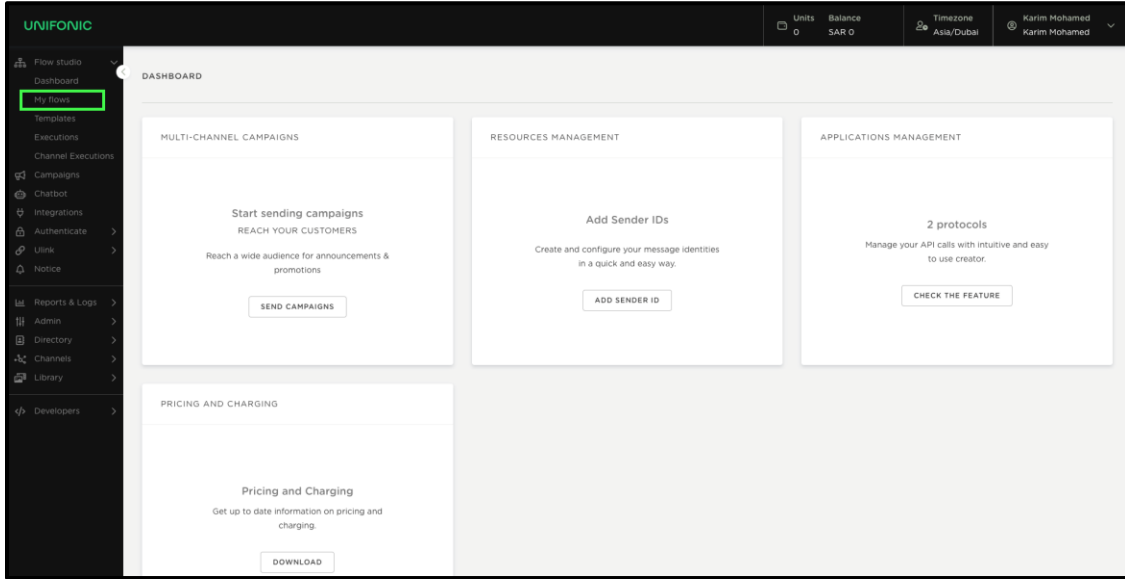 UNIFONIC
Units Balance
0 SAR 0
Timezone
Asia/Dubai
Karim Mohamed
Karim Mohamed
Flow studio
Dashboard
My flows
Templates
Executions
Channel Executions
Campaigns
Chatbot
Integrations
Authenticate
Ulink
Notice
Reports & Logs
Admin
Directory
Channels
Library
Developers
DASHBOARD
MULTI-CHANNEL CAMPAIGNS
Start sending campaigns
REACH YOUR CUSTOMERS
Reach a wide audience for announcements &
promotions
SEND CAMPAIGNS
RESOURCES MANAGEMENT
Add Sender IDs
Create and configure your message identities
in a quick and easy way.
ADD SENDER ID
APPLICATIONS MANAGEMENT
2 protocols
Manage your API calls with intuitive and easy
to use creator.
CHECK THE FEATURE
PRICING AND CHARGING
Pricing and Charging
Get up to date information on pricing and
charging.
DOWNLOAD